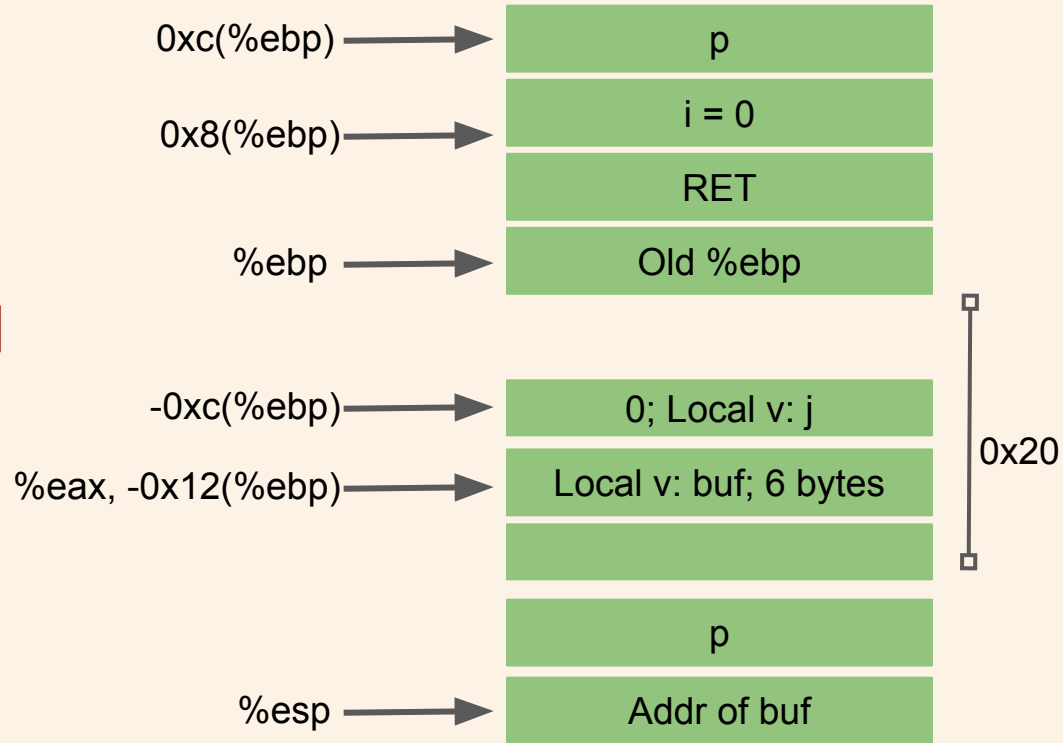 0xc(%ebp)
p
0x8(%ebp)
i = 0
RET
%ebp
Old %ebp
-0xc(%ebp)
0; Local v: j
0x20
%eax, -0x12(%ebp)
Local v: buf; 6 bytes
p
%esp
Addr of buf